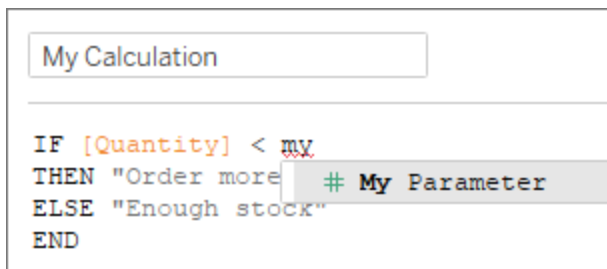 My Calculation
IF [Quantity] < my
THEN "Order more
# My Parameter
ELSE "Enough stock"
END